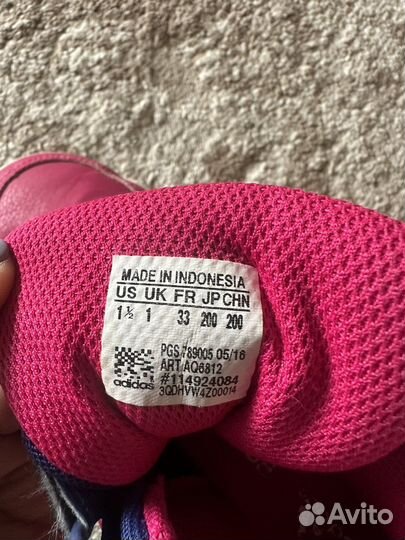 MADE IN INDONESIA
US UK FR JP CHN
1½ 1 33 200 200
PGS 789005 05/16
ART AQ6812
#114924084
3QDHVW4Z00014
adidas
Avito